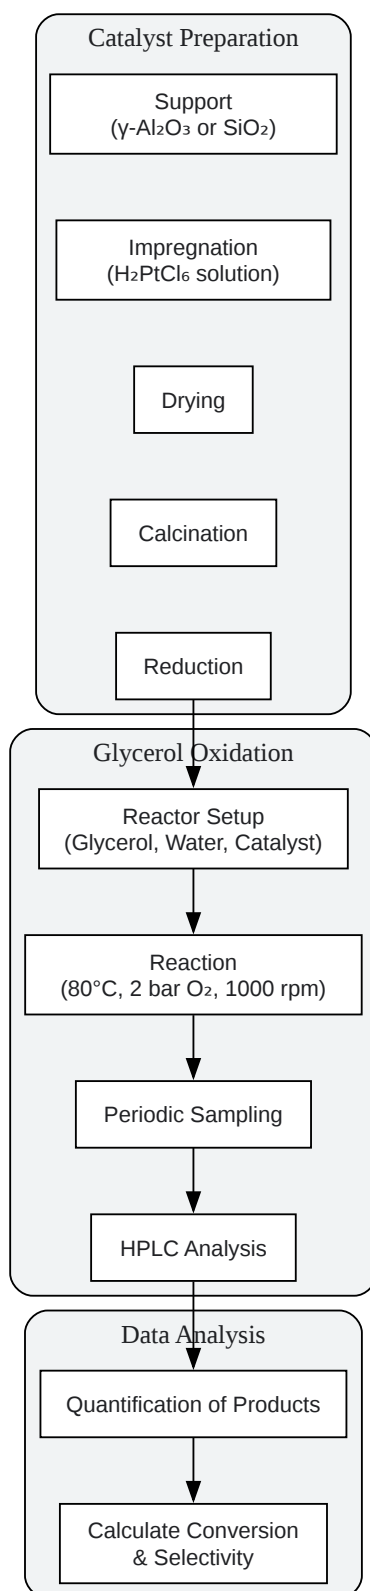 Catalyst Preparation
Support
(γ-Al₂O₃ or SiO₂)
Impregnation
(H₂PtCl₆ solution)
Drying
Calcination
Reduction
Glycerol Oxidation
Reactor Setup
(Glycerol, Water, Catalyst)
Reaction
(80°C, 2 bar O₂, 1000 rpm)
Periodic Sampling
HPLC Analysis
Data Analysis
Quantification of Products
Calculate Conversion
& Selectivity